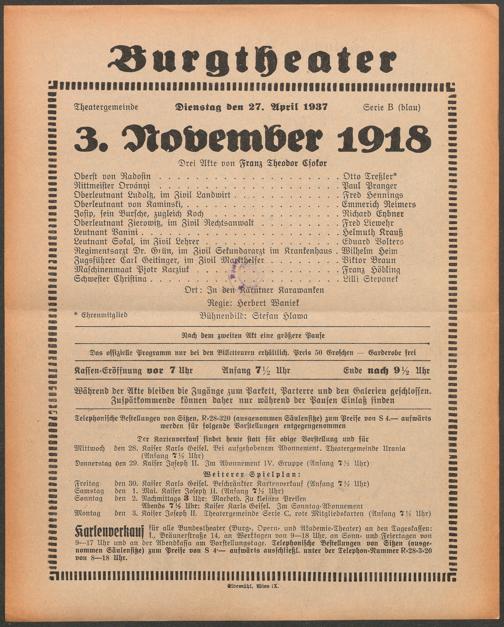 Burgtheater
Theatergemeinde Dienstag den 27. April 1937 Serie B (blau)
3. November 1918
Drei Akte von Franz Theodor Csokor
Oberst von Radosin . . . Otto Treßler*
Rittmeister Orvanyi . . . Paul Pranger
Oberleutnant Ludoltz, im Zivil Landwirt . . . Fred Hennings
Oberleutnant von Kaminski . . . Emmerich Reimers
Josip, sein Bursche, zugleich Koch . . . Richard Eybner
Oberleutnant Zierowitz, im Zivil Rechtsanwalt . . . Fred Liewehr
Leutnant Vanini . . . Helmuth Krauß
Leutnant Sokal, im Zivil Lehrer . . . Eduard Volters
Regimentsarzt Dr. Grün, im Zivil Sekundararzt im Krankenhaus . Wilhelm Heim
Zugsführer Carl Geitinger, im Zivil Markthelfer . . . Viktor Braun
Maschinenmaat Pjotr Karziuk . . . Franz Höbling
Schwester Christina . . . Lilli Stepanek
Ort: In den Kärntner Karawanken
Regie: Herbert Waniek
* Ehrenmitglied Bühnenbild: Stefan Hlawa
Nach dem zweiten Akt eine größere Pause
Das offizielle Programm nur bei den Billetteuren erhältlich. Preis 50 Groschen — Garderobe frei
Kassen-Eröffnung vor 7 Uhr Anfang 7½ Uhr Ende nach 9½ Uhr
Während der Akte bleiben die Zugänge zum Parkett, Parterre und den Galerien geschlossen.
Zuspätkommende können daher nur während der Pausen Einlaß finden
Telephonische Bestellungen von Sitzen, R-28-320 (ausgenommen Säulensitze) zum Preise von S 4.— aufwärts
werden für folgende Vorstellungen entgegengenommen
Der Kartenverkauf findet heute statt für obige Vorstellung und für
Mittwoch den 28. Kaiser Karls Geisel. Bei aufgehobenem Abonnement. Theatergemeinde Urania
(Anfang 7½ Uhr)
Donnerstag den 29. Kaiser Joseph II. Im Abonnement IV. Gruppe (Anfang 7½ Uhr)
Weiterer Spielplan:
Freitag den 30. Kaiser Karls Geisel. Beschränkter Kartenverkauf (Anfang 7½ Uhr)
Samstag den 1. Mai. Kaiser Joseph II. (Anfang 7½ Uhr)
Sonntag den 2. Nachmittags 3 Uhr: Macbeth. Zu kleinen Preisen
Abends 7½ Uhr: Kaiser Karls Geisel. Im Sonntag-Abonnement
Montag den 3. Kaiser Joseph II. Theatergemeinde Serie C, rote Mitgliedskarten (Anfang 7½ Uhr)
Kartenverkauf für alle Bundestheater (Burg-, Opern- und Akademie-Theater) an den Tageskassen:
I., Bräunerstraße 14, an Werktagen von 9—18 Uhr, an Sonn- und Feiertagen von
9—17 Uhr und an der Abendkassa am Vorstellungstage. Telephonische Bestellungen von Sitzen (ausge-
nommen Säulensitze) zum Preise von S 4·— aufwärts ausschließl. unter der Telephon-Nummer R-28-3-20
von 8—18 Uhr.
Elbemühl, Wien IX.